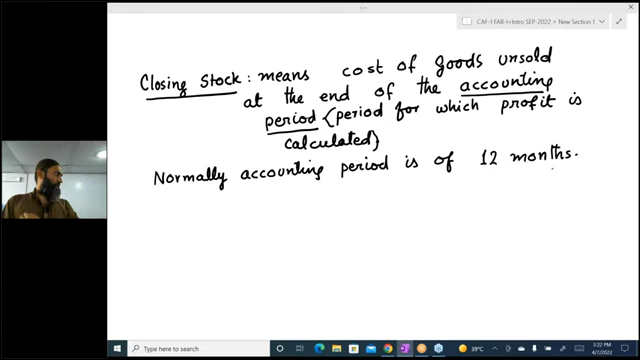 CAF-1 FAR-I+Intro SEP-2022 > New Section 1
Closing Stock : means cost of goods unsold
at the end of the accounting
period (period for which profit is
calculated)
Normally accounting period is of 12 months.
Type here to search
39°C
3:22 PM
4/7/2022